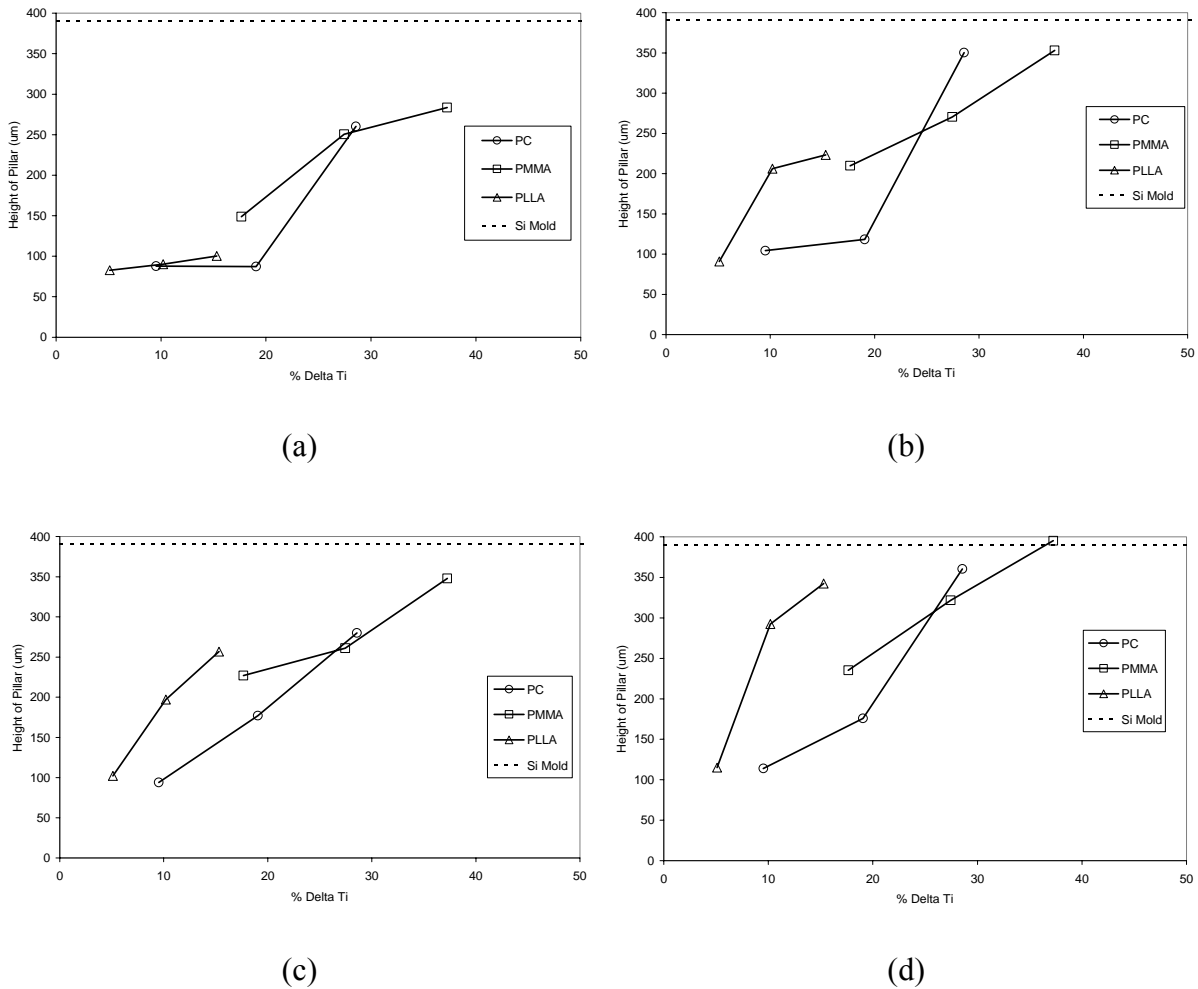 400
350
300
250
200
150
100
50
0
Height of Pillar (um)
0 10 20 30 40 50
% Delta Ti
PC
PMMA
PLLA
Si Mold
(a)
400
350
300
250
200
150
100
50
0
Height of Pillar (um)
0 10 20 30 40 50
% Delta Ti
PC
PMMA
PLLA
Si Mold
(b)
400
350
300
250
200
150
100
50
0
Height of Pillar (um)
0 10 20 30 40 50
% Delta Ti
PC
PMMA
PLLA
Si Mold
(c)
400
350
300
250
200
150
100
50
0
Height of Pillar (um)
0 10 20 30 40 50
% Delta Ti
PC
PMMA
PLLA
Si Mold
(d)